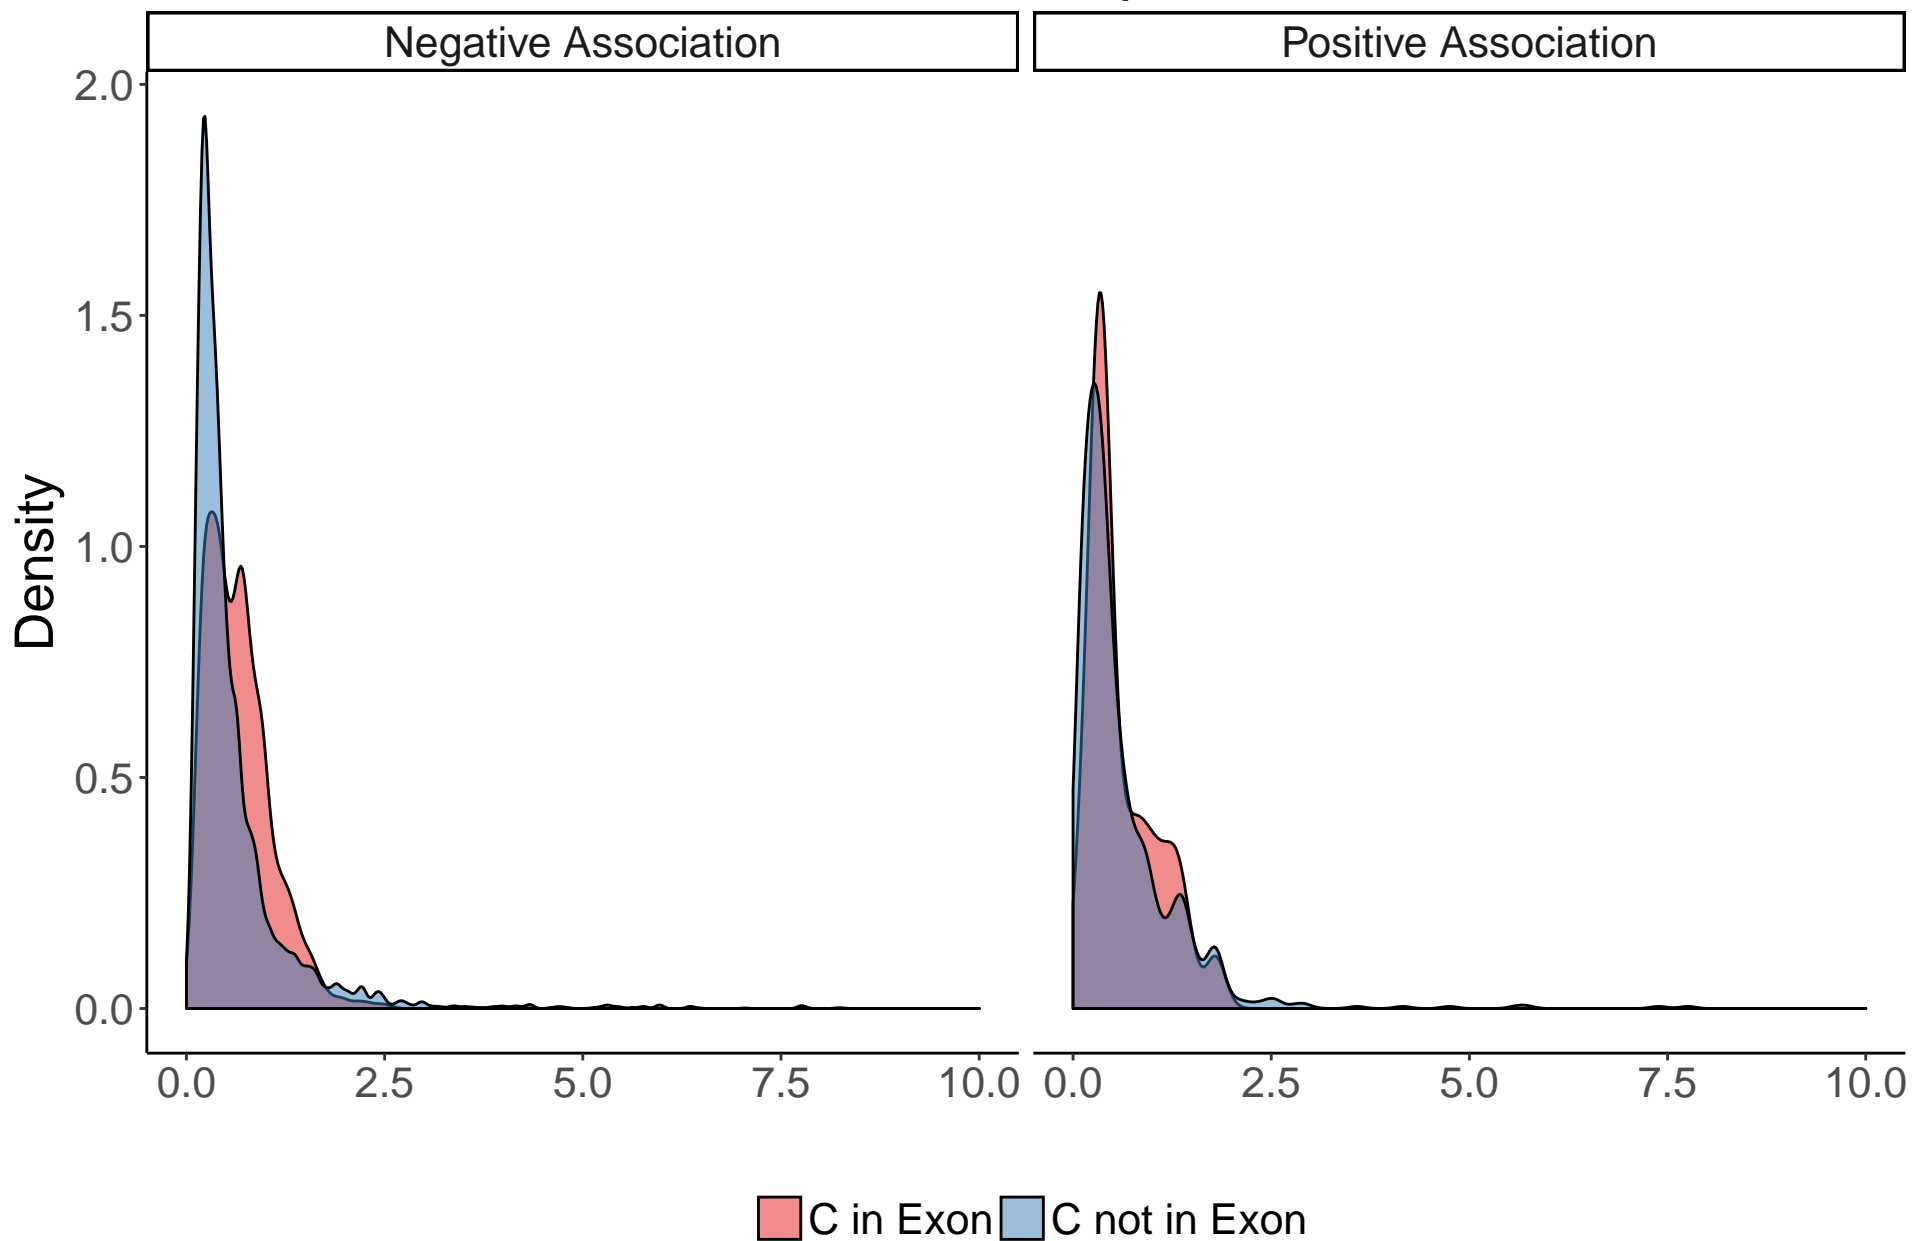 Negative Association
Positive Association
2.0
1.5
1.0
0.5
0.0
Density
0.0 2.5 5.0 7.5 10.0
0.0 2.5 5.0 7.5 10.0
C in Exon
C not in Exon